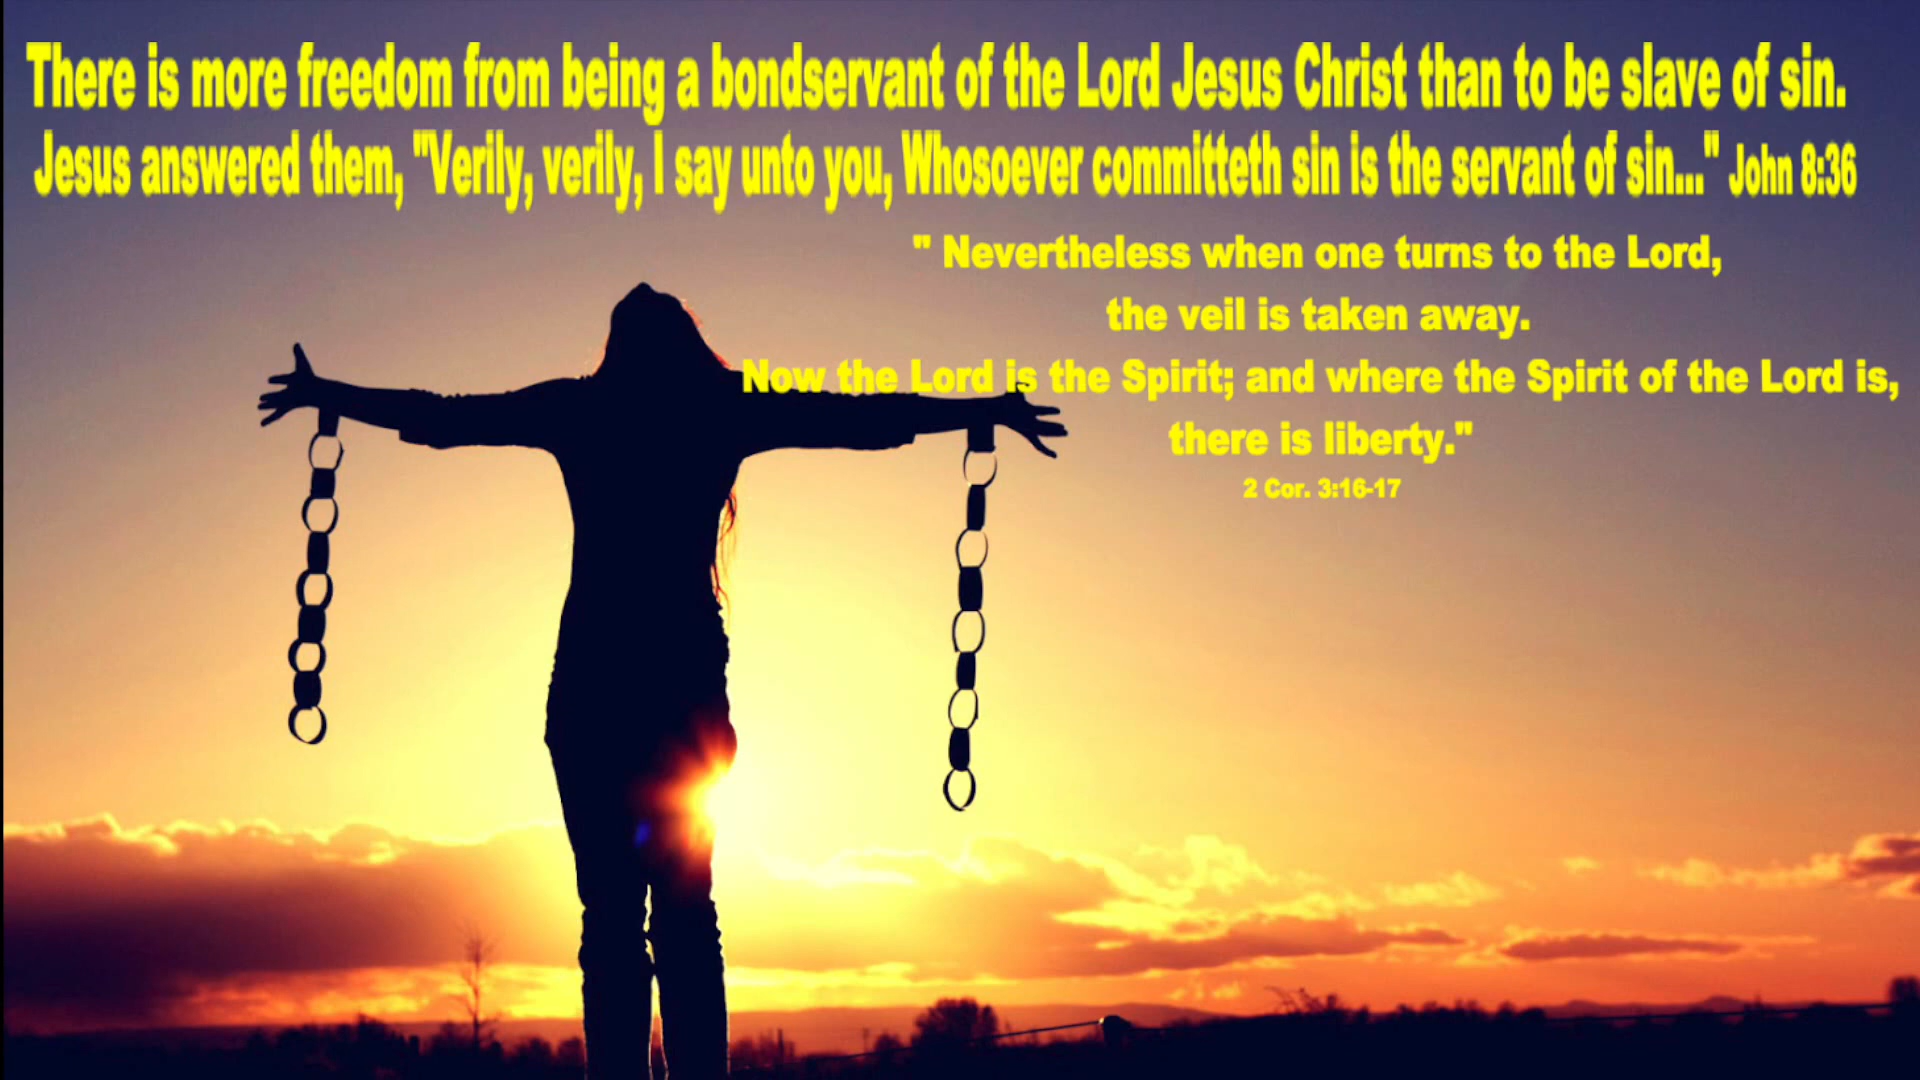 There is more freedom from being a bondservant of the Lord Jesus Christ than to be slave of sin.
Jesus answered them, "Verily, verily, I say unto you, Whosoever committeth sin is the servant of sin..." John 8:36
" Nevertheless when one turns to the Lord,
the veil is taken away.
Now the Lord is the Spirit; and where the Spirit of the Lord is,
there is liberty."
2 Cor. 3:16-17